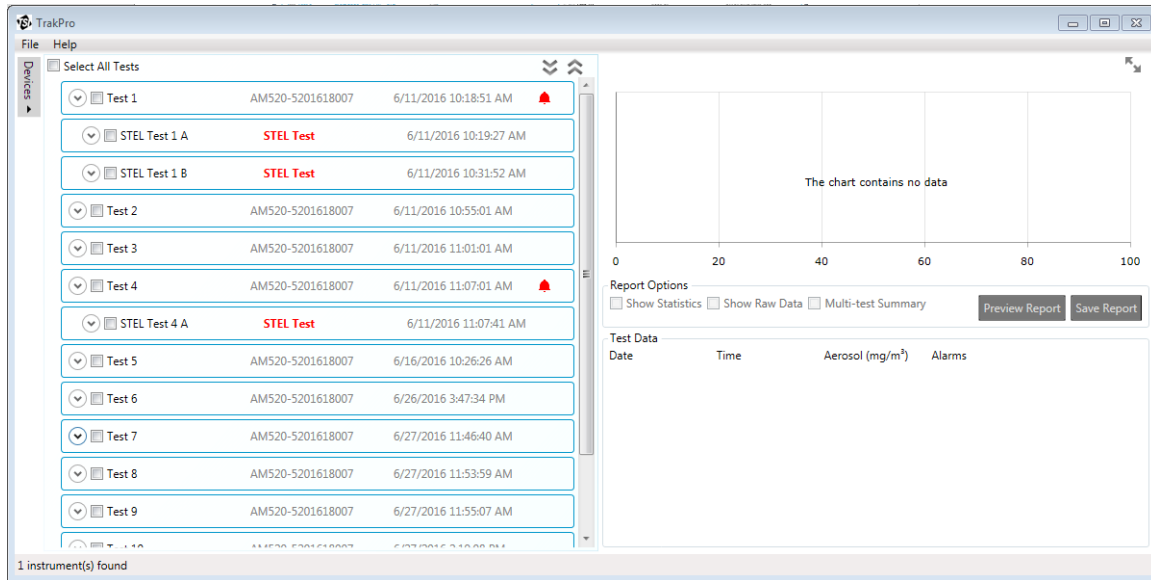 TrakPro
File Help
Devices
Select All Tests
Test 1 AM520-5201618007 6/11/2016 10:18:51 AM
STEL Test 1 A STEL Test 6/11/2016 10:19:27 AM
STEL Test 1 B STEL Test 6/11/2016 10:31:52 AM
Test 2 AM520-5201618007 6/11/2016 10:55:01 AM
Test 3 AM520-5201618007 6/11/2016 11:01:01 AM
Test 4 AM520-5201618007 6/11/2016 11:07:01 AM
STEL Test 4 A STEL Test 6/11/2016 11:07:41 AM
Test 5 AM520-5201618007 6/16/2016 10:26:26 AM
Test 6 AM520-5201618007 6/26/2016 3:47:34 PM
Test 7 AM520-5201618007 6/27/2016 11:46:40 AM
Test 8 AM520-5201618007 6/27/2016 11:53:59 AM
Test 9 AM520-5201618007 6/27/2016 11:55:07 AM
The chart contains no data
0 20 40 60 80 100
Report Options
Show Statistics Show Raw Data Multi-test Summary Preview Report Save Report
Test Data
Date Time Aerosol (mg/m³) Alarms
1 instrument(s) found